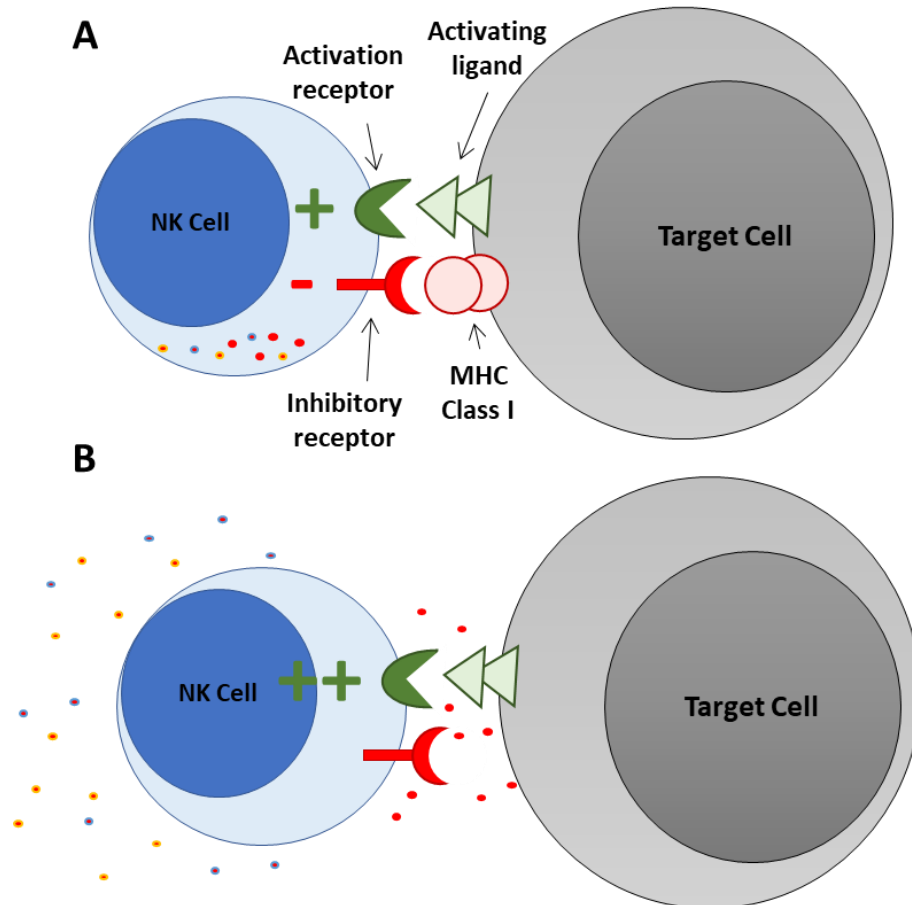 A
Activation
receptor
Activating
ligand
NK Cell
+
-
Target Cell
Inhibitory
receptor
MHC
Class I
B
NK Cell
++
Target Cell